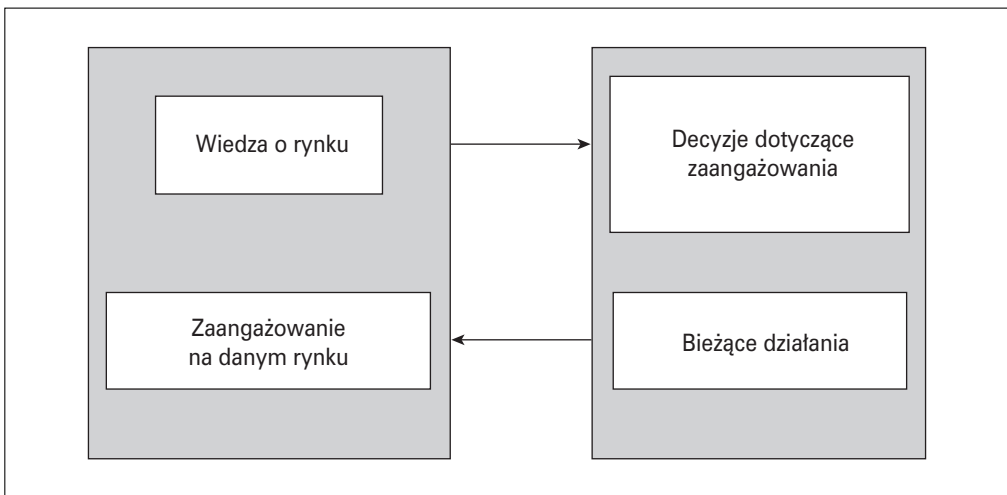 Wiedza o rynku
Decyzje dotyczące
zaangażowania
Zaangażowanie
na danym rynku
Bieżące działania